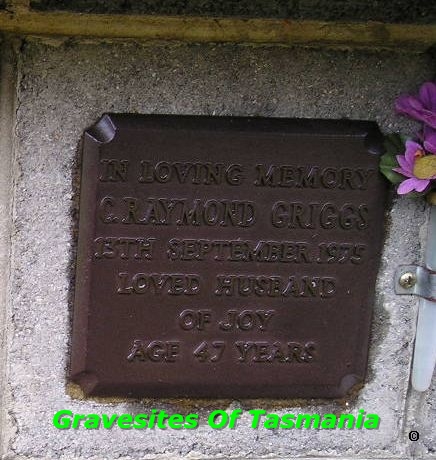 IN LOVING MEMORY
C. RAYMOND GRIGGS
13TH SEPTEMBER 1975
LOVED HUSBAND
OF JOY
AGE 47 YEARS
Gravesites Of Tasmania
©